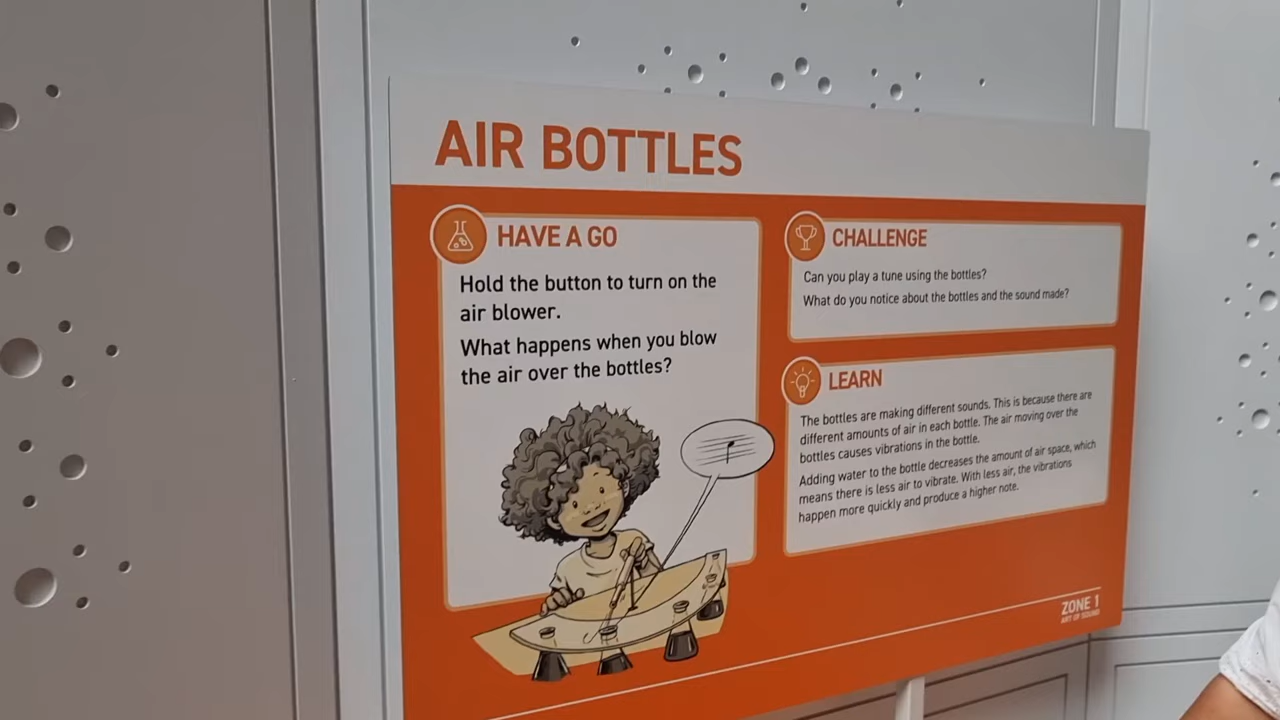 AIR BOTTLES
HAVE A GO
Hold the button to turn on the
air blower.
What happens when you blow
the air over the bottles?
CHALLENGE
Can you play a tune using the bottles?
What do you notice about the bottles and the sound made?
LEARN
The bottles are making different sounds. This is because there are
different amounts of air in each bottle. The air moving over the
bottles causes vibrations in the bottle.
Adding water to the bottle decreases the amount of air space, which
means there is less air to vibrate. With less air, the vibrations
happen more quickly and produce a higher note.
ZONE 1
ART OF SOUND